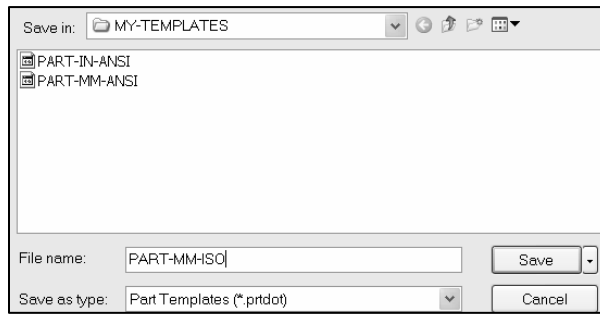 Save in: MY-TEMPLATES
PART-IN-ANSI
PART-MM-ANSI
File name: PART-MM-ISO Save
Save as type: Part Templates (*.prtdot) Cancel